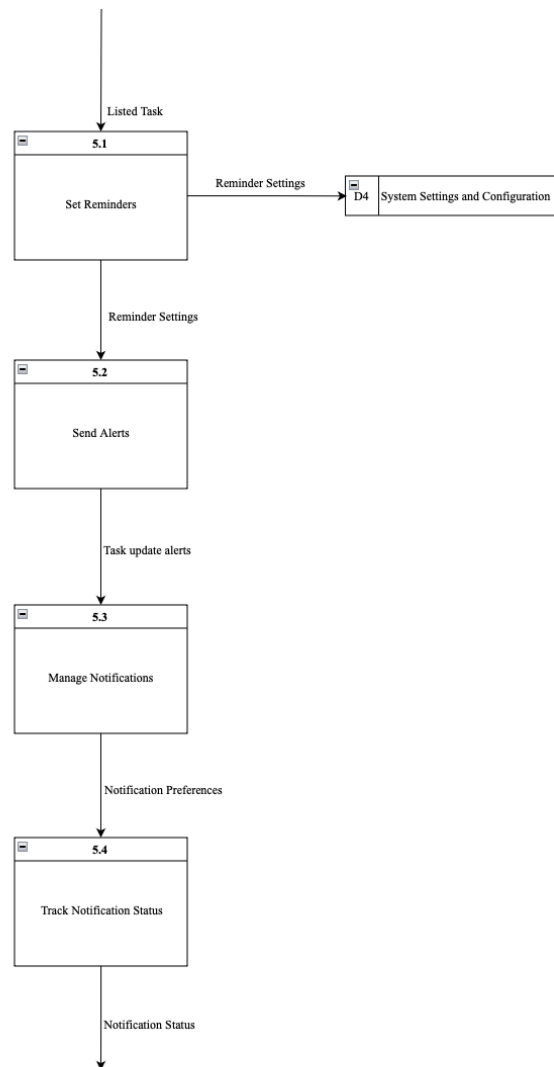 Listed Task
5.1
Set Reminders
Reminder Settings
D4
System Settings and Configuration
Reminder Settings
5.2
Send Alerts
Task update alerts
5.3
Manage Notifications
Notification Preferences
5.4
Track Notification Status
Notification Status